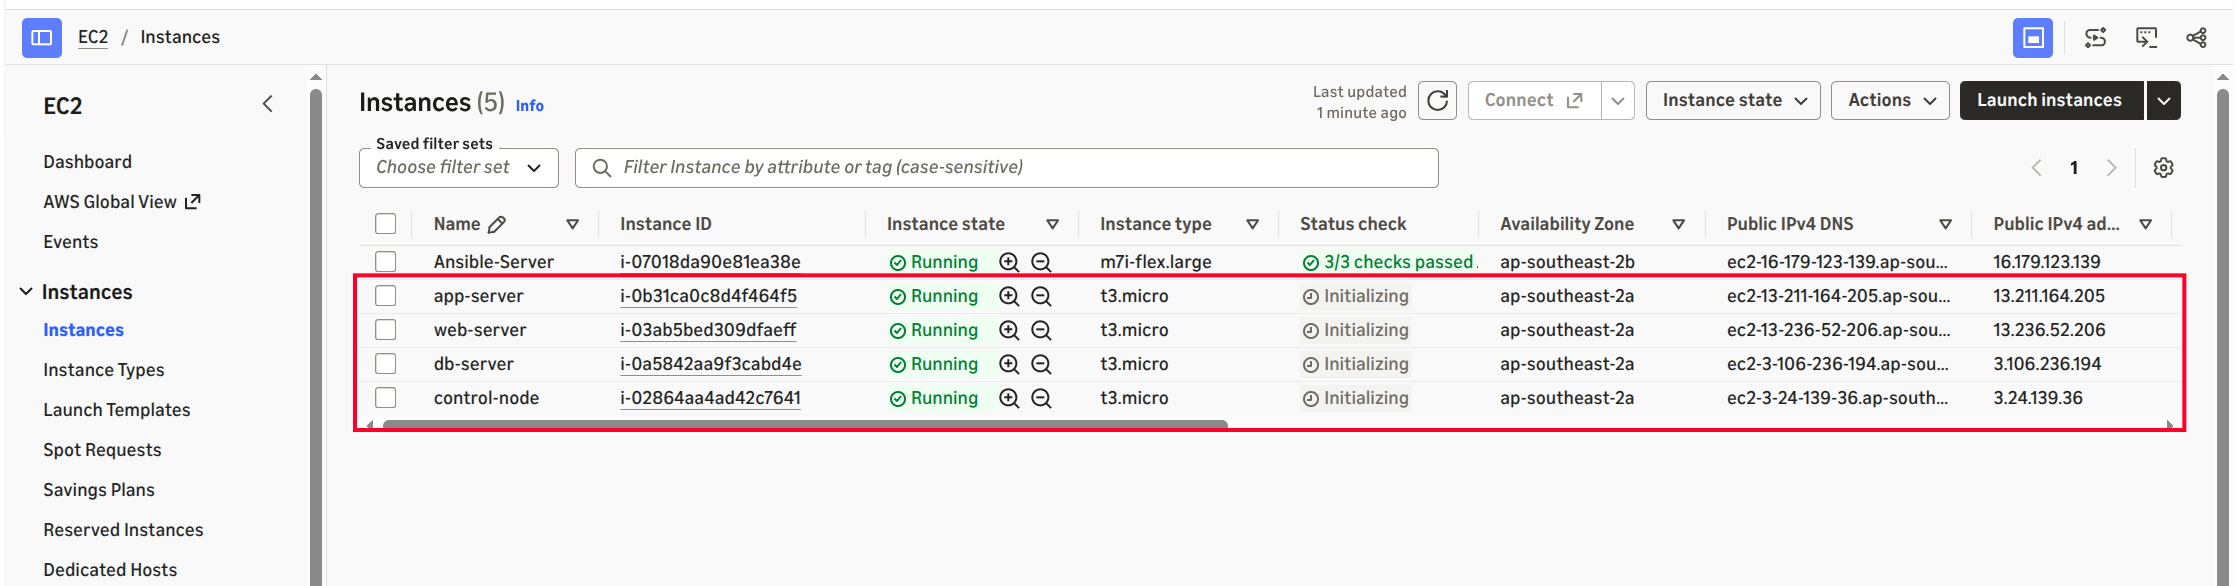 EC2 / Instances
EC2
Dashboard
AWS Global View
Events
Instances
Instances
Instance Types
Launch Templates
Spot Requests
Savings Plans
Reserved Instances
Dedicated Hosts
Instances (5) Info
Last updated
1 minute ago
Connect
Instance state
Actions
Launch instances
Saved filter sets
Choose filter set
Filter Instance by attribute or tag (case-sensitive)
1
Name Instance ID Instance state Instance type Status check Availability Zone Public IPv4 DNS Public IPv4 ad...
Ansible-Server i-07018da90e81ea38e Running m7i-flex.large 3/3 checks passed. ap-southeast-2b ec2-16-179-123-139.ap-sou... 16.179.123.139
app-server i-0b31ca0c8d4f464f5 Running t3.micro Initializing ap-southeast-2a ec2-13-211-164-205.ap-sou... 13.211.164.205
web-server i-03ab5bed309dfaeff Running t3.micro Initializing ap-southeast-2a ec2-13-236-52-206.ap-sou... 13.236.52.206
db-server i-0a5842aa9f3cabd4e Running t3.micro Initializing ap-southeast-2a ec2-3-106-236-194.ap-sou... 3.106.236.194
control-node i-02864aa4ad42c7641 Running t3.micro Initializing ap-southeast-2a ec2-3-24-139-36.ap-south... 3.24.139.36